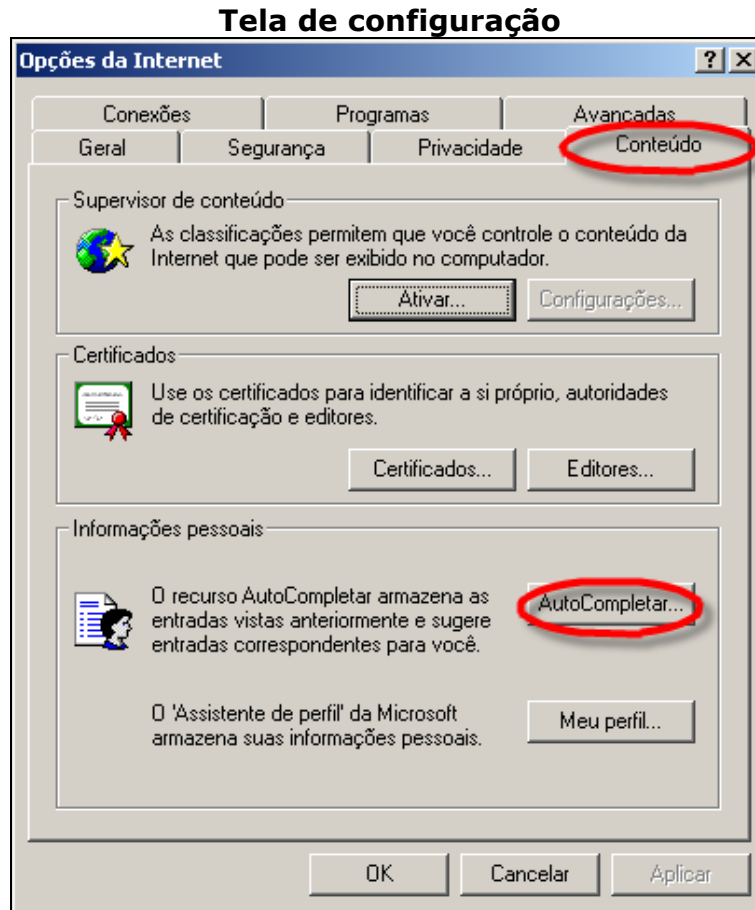 Tela de configuração
Opções da Internet
Conexões Programas Avançadas
Geral Segurança Privacidade Conteúdo
Supervisor de conteúdo
As classificações permitem que você controle o conteúdo da
Internet que pode ser exibido no computador.
Ativar... Configurações...
Certificados
Use os certificados para identificar a si próprio, autoridades
de certificação e editores.
Certificados... Editores...
Informações pessoais
O recurso AutoCompletar armazena as
entradas vistas anteriormente e sugere
entradas correspondentes para você.
AutoCompletar...
O 'Assistente de perfil' da Microsoft
armazena suas informações pessoais.
Meu perfil...
OK Cancelar Aplicar